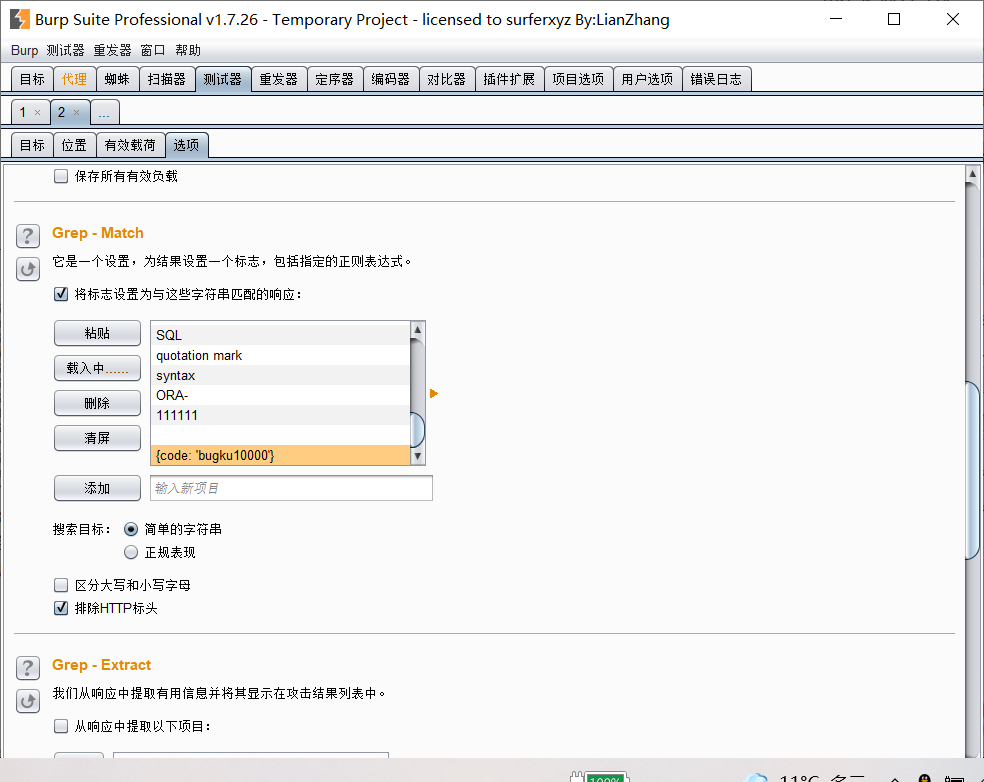 Burp Suite Professional v1.7.26 - Temporary Project - licensed to surferxyz By:LianZhang
Burp 测试器 重发器 窗口 帮助
目标 代理 蜘蛛 扫描器 测试器 重发器 定序器 编码器 对比器 插件扩展 项目选项 用户选项 错误日志
1 × 2 × ...
目标 位置 有效载荷 选项
保存所有有效负载
? Grep - Match
它是一个设置，为结果设置一个标志，包括指定的正则表达式。
将标志设置为与这些字符串匹配的响应：
粘贴
载入中......
删除
清屏
SQL
quotation mark
syntax
ORA-
111111
{code: 'bugku10000'}
添加 输入新项目
搜索目标： 简单的字符串
正规表现
区分大写和小写字母
排除HTTP标头
? Grep - Extract
我们从响应中提取有用信息并将其显示在攻击结果列表中。
从响应中提取以下项目：
100%
11°C 多云